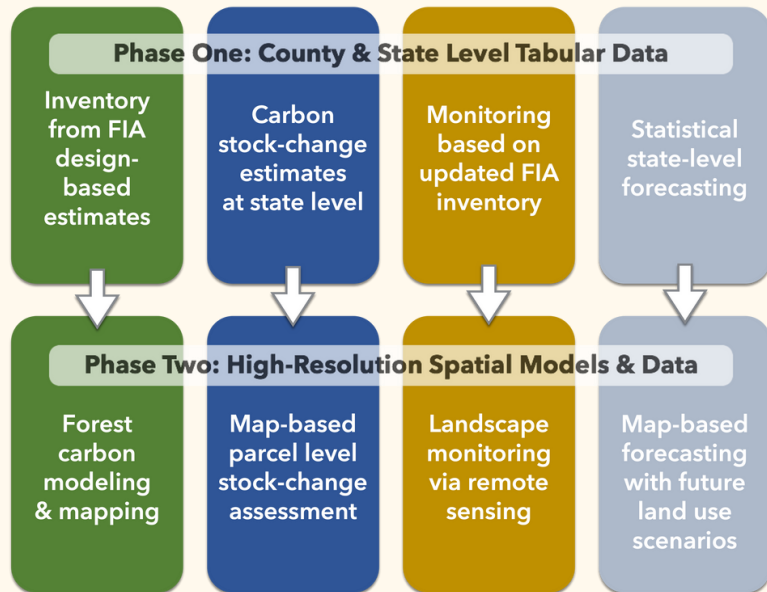 Phase One: County & State Level Tabular Data
Inventory
from FIA
design-
based
estimates
Carbon
stock-change
estimates
at state level
Monitoring
based on
updated FIA
inventory
Statistical
state-level
forecasting
Phase Two: High-Resolution Spatial Models & Data
Forest
carbon
modeling
& mapping
Map-based
parcel level
stock-change
assessment
Landscape
monitoring
via remote
sensing
Map-based
forecasting
with future
land use
scenarios